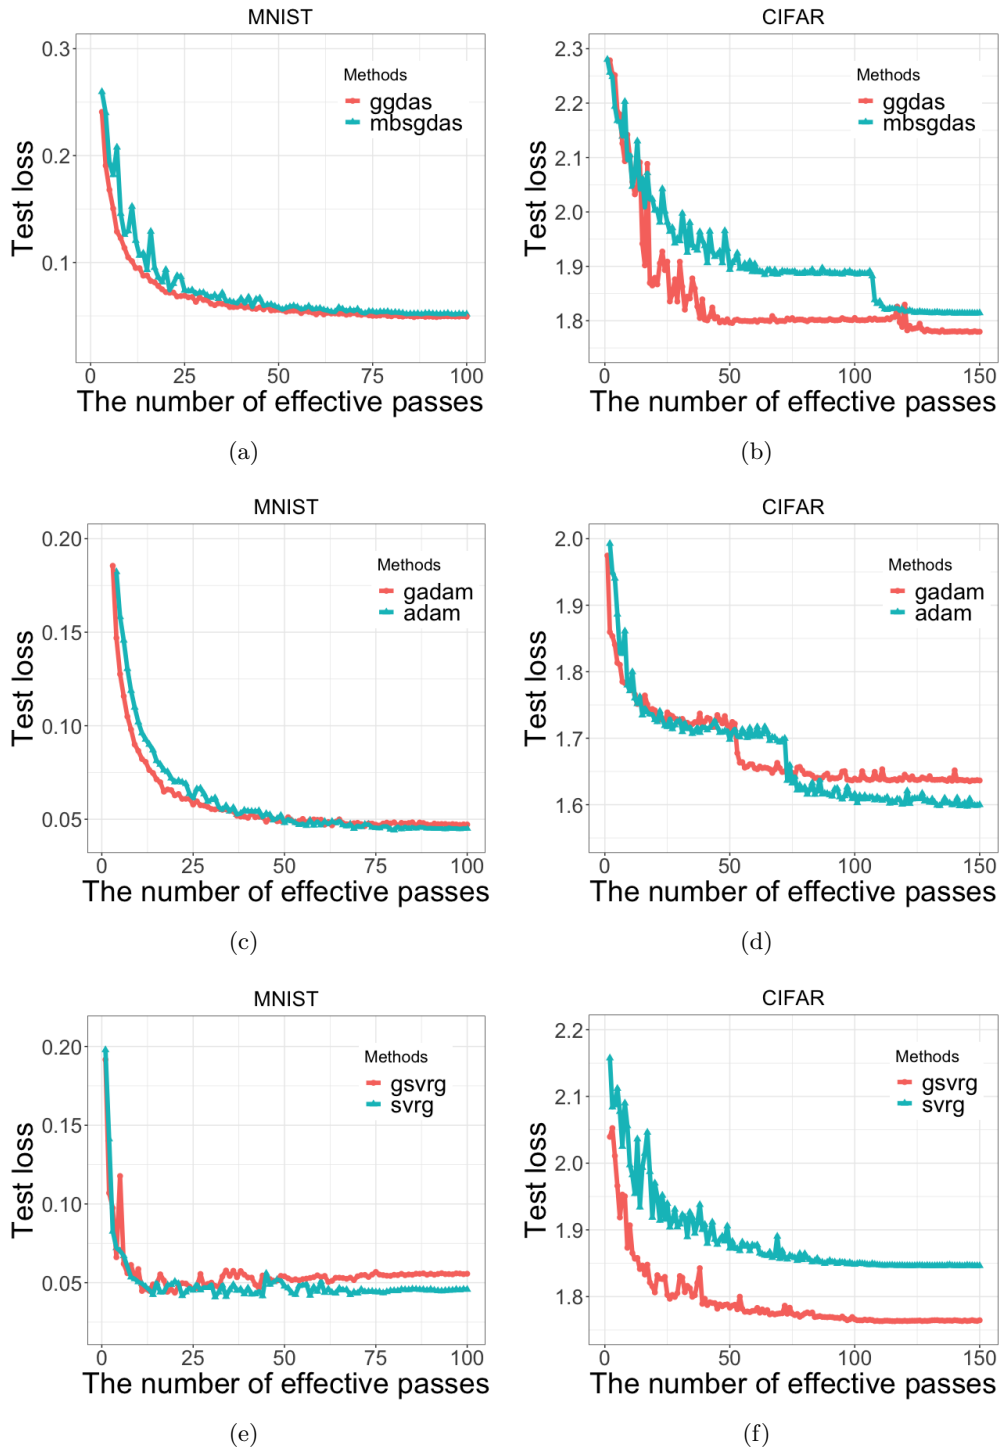 MNIST
0.3
0.2
0.1
Test loss
Methods
ggdas
mbsgdas
0 25 50 75 100
The number of effective passes
(a)
CIFAR
2.3
2.2
2.1
2.0
1.9
1.8
Test loss
Methods
ggdas
mbsgdas
0 50 100 150
The number of effective passes
(b)
MNIST
0.20
0.15
0.10
0.05
Test loss
Methods
gadam
adam
0 25 50 75 100
The number of effective passes
(c)
CIFAR
2.0
1.9
1.8
1.7
1.6
Test loss
Methods
gadam
adam
0 50 100 150
The number of effective passes
(d)
MNIST
0.20
0.15
0.10
0.05
Test loss
Methods
gsvrg
svrg
0 25 50 75 100
The number of effective passes
(e)
CIFAR
2.2
2.1
2.0
1.9
1.8
Test loss
Methods
gsvrg
svrg
0 50 100 150
The number of effective passes
(f)